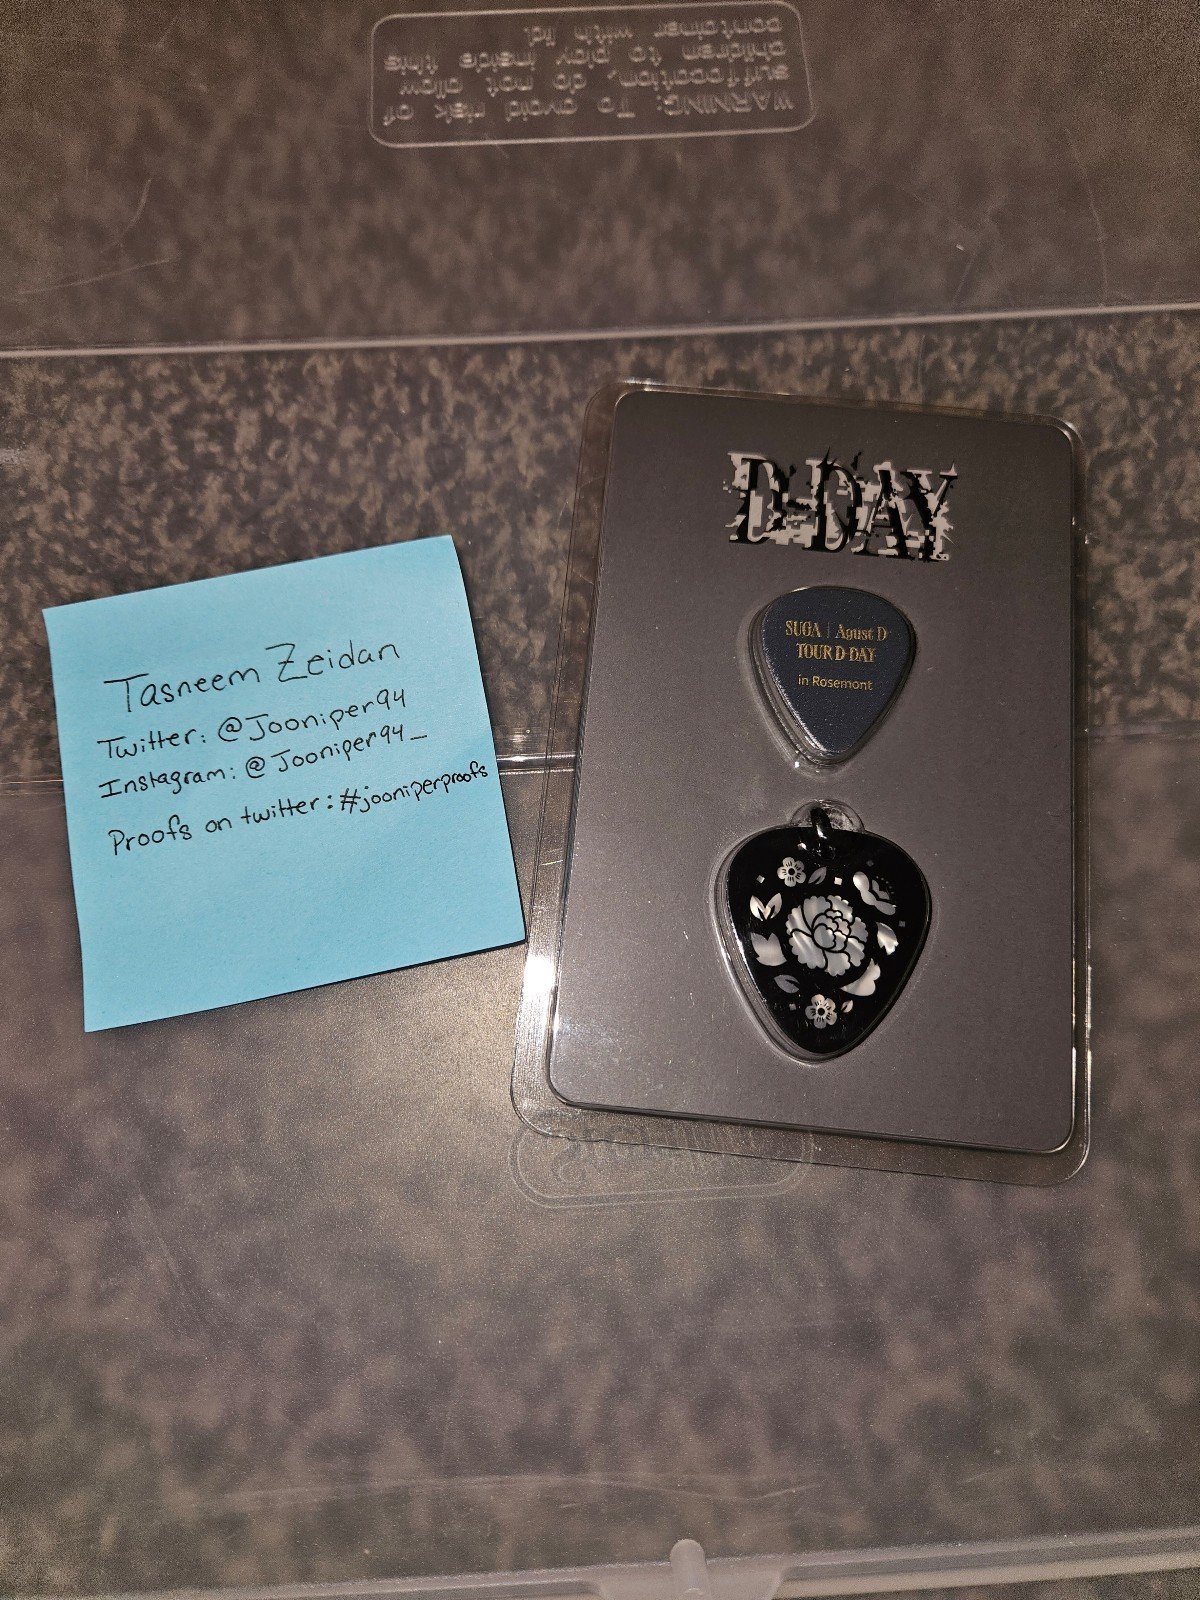 WARNING: To avoid risk of
suffocation, do not allow
children to play inside this
container with lid.
D-DAY
SUGA | Agust D
TOUR D-DAY
in Rosemont
Tasneem Zeidan
Twitter: @Jooniper94
Instagram: @Jooniper94_
Proofs on twitter: #jooniperproofs